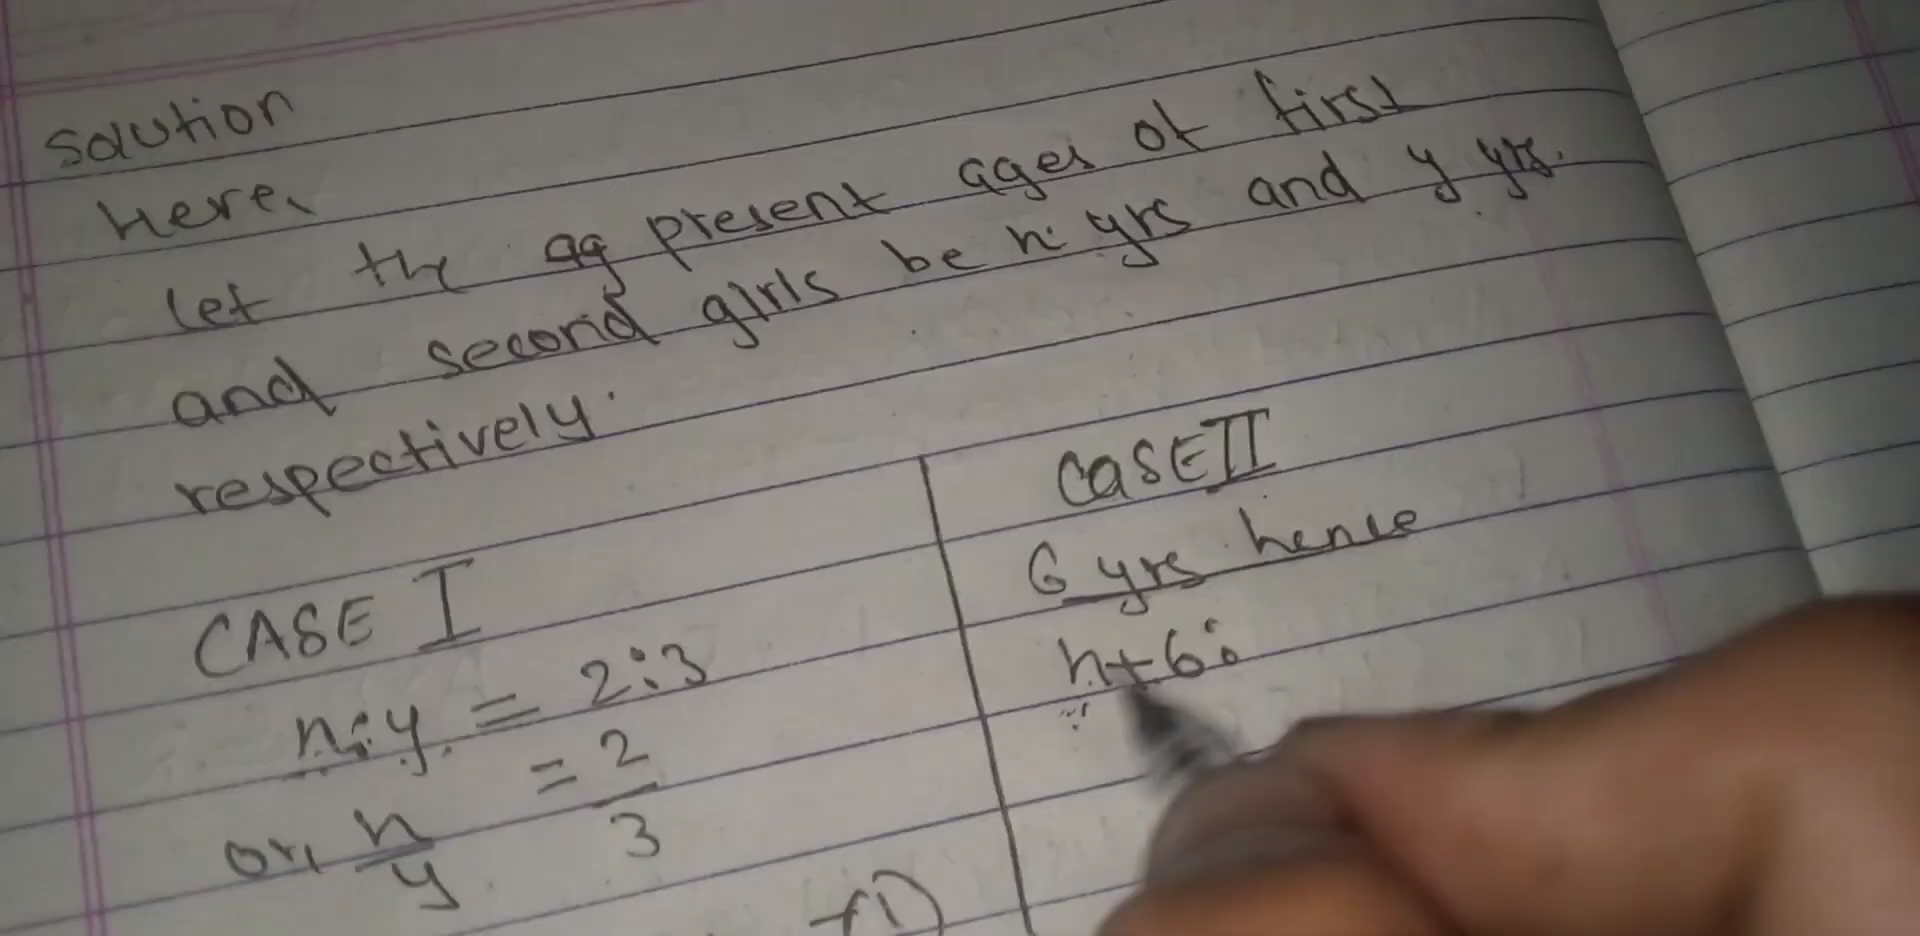 Solution
here,
let the ag present ages of first
and second girls be x yrs and y yrs.
respectively.
CASE I
x:y = 2:3
or, x/y = 2/3
-(i)
CASE II
6 yrs hence
x+6: